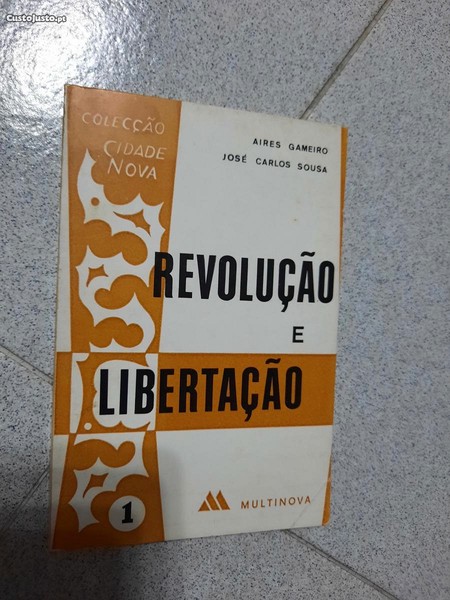 CustoJusto.pt
COLECÇÃO
CIDADE
NOVA
AIRES GAMEIRO
JOSÉ CARLOS SOUSA
REVOLUÇÃO
E
LIBERTAÇÃO
1
MULTINOVA